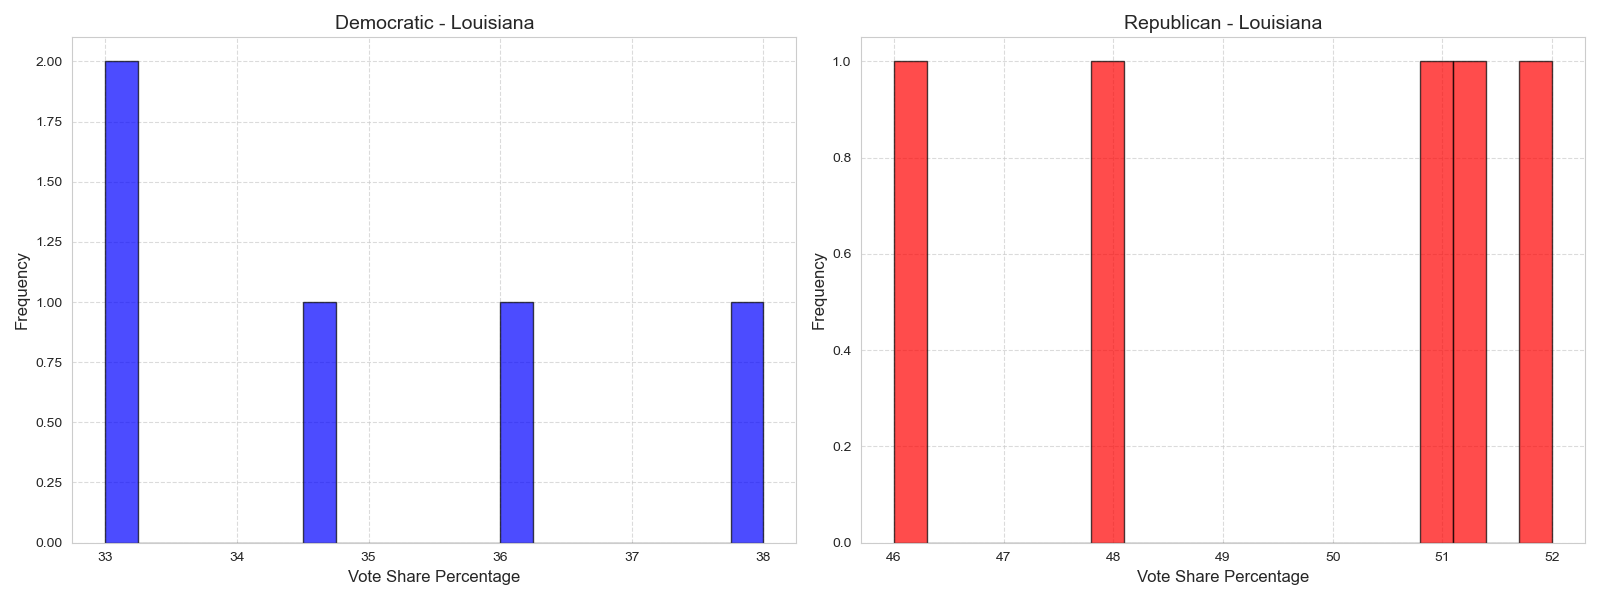 Democratic - Louisiana
2.00
1.75
1.50
1.25
1.00
0.75
0.50
0.25
0.00
Frequency
33 34 35 36 37 38
Vote Share Percentage
Republican - Louisiana
1.0
0.8
0.6
0.4
0.2
0.0
Frequency
46 47 48 49 50 51 52
Vote Share Percentage